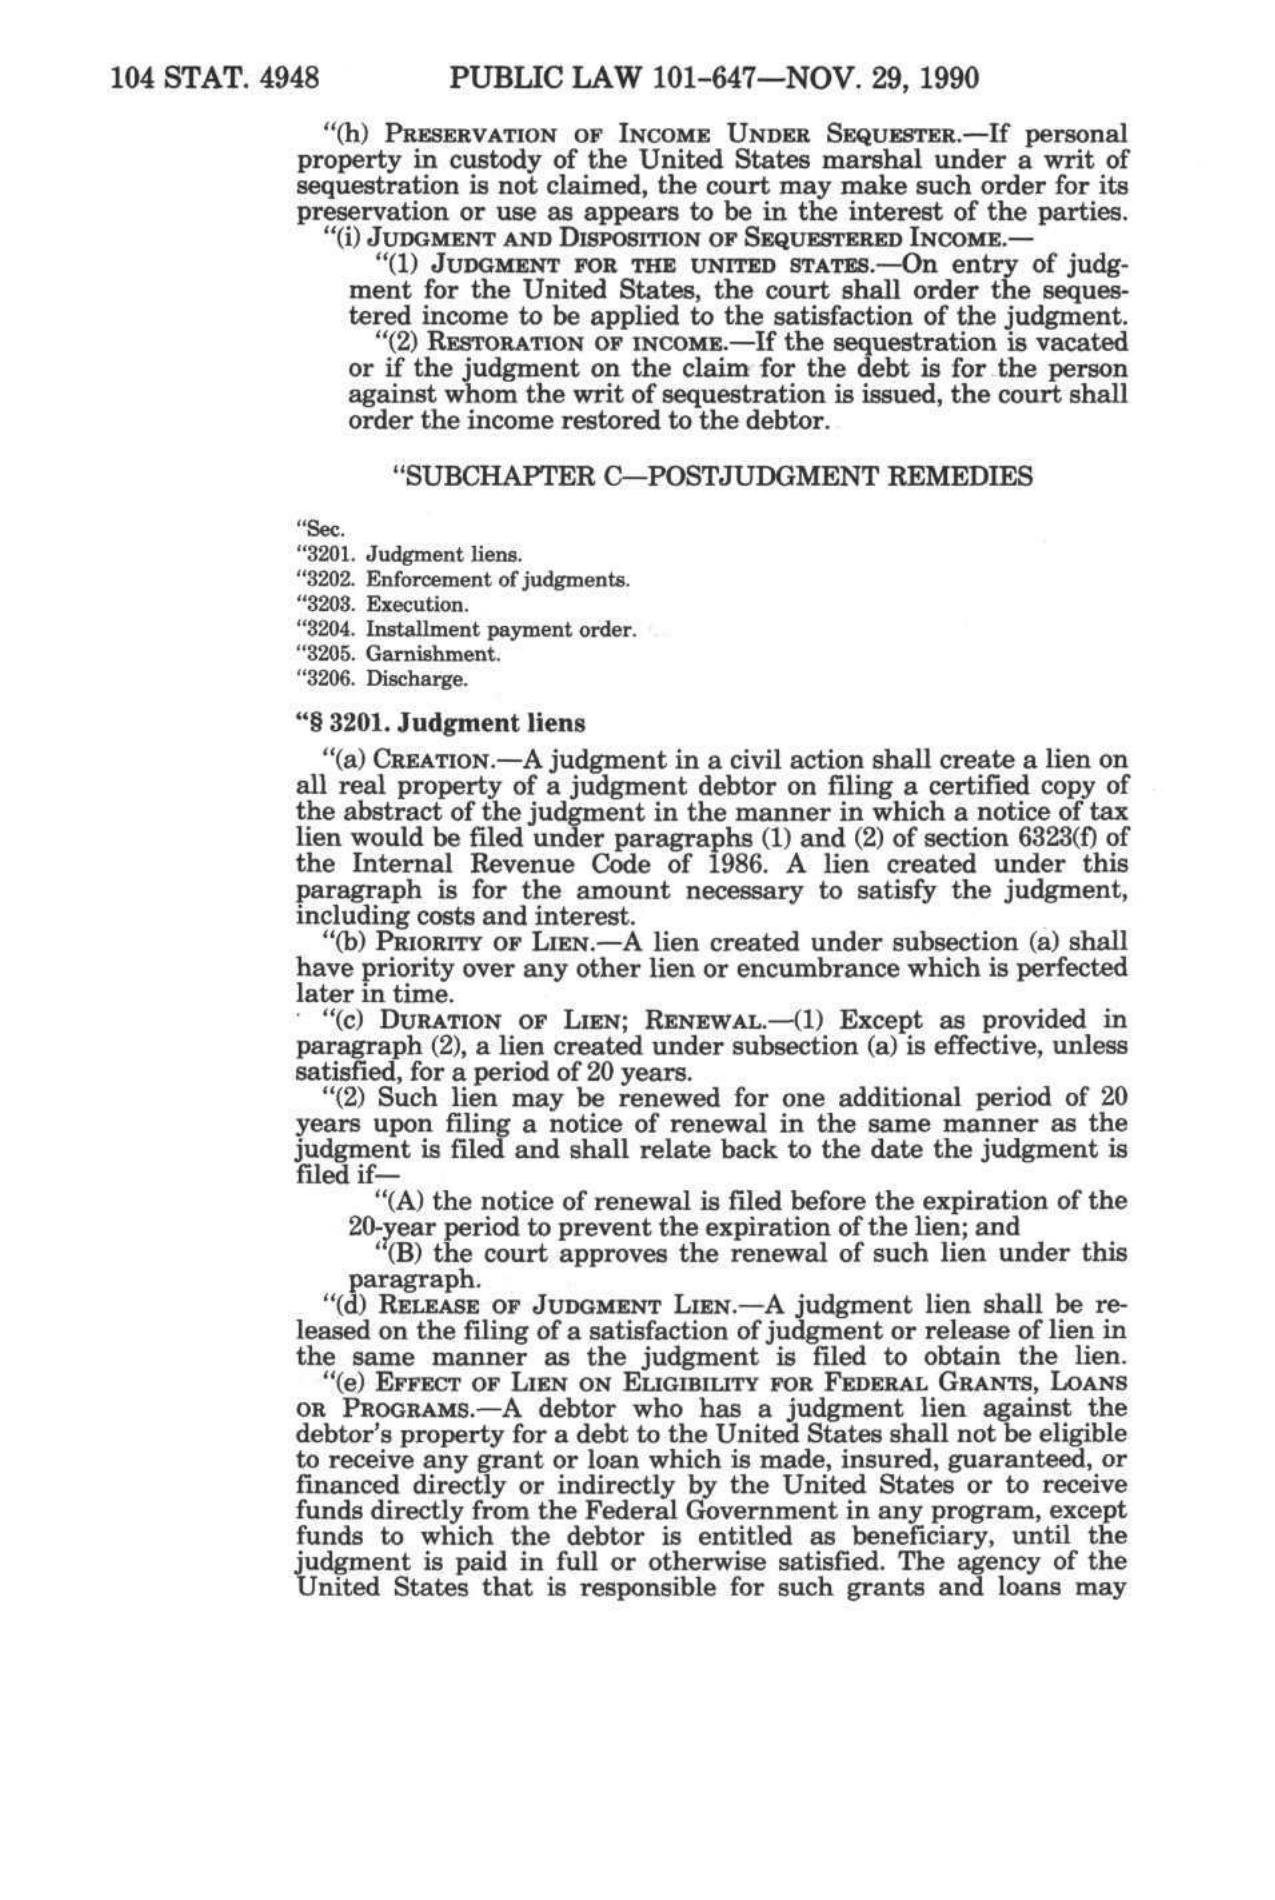 104 STAT. 4948 PUBLIC LAW 101–647—NOV. 29, 1990
“(h) PRESERVATION OF INCOME UNDER SEQUESTER.—If personal
property in custody of the United States marshal under a writ of
sequestration is not claimed, the court may make such order for its
preservation or use as appears to be in the interest of the parties.
“(i) JUDGMENT AND DISPOSITION OF SEQUESTERED INCOME.—
“(1) JUDGMENT FOR THE UNITED STATES.—On entry of judg-
ment for the United States, the court shall order the seques-
tered income to be applied to the satisfaction of the judgment.
“(2) RESTORATION OF INCOME.—If the sequestration is vacated
or if the judgment on the claim for the debt is for the person
against whom the writ of sequestration is issued, the court shall
order the income restored to the debtor.
“SUBCHAPTER C—POSTJUDGMENT REMEDIES
“Sec.
“3201. Judgment liens.
“3202. Enforcement of judgments.
“3203. Execution.
“3204. Installment payment order.
“3205. Garnishment.
“3206. Discharge.
“§ 3201. Judgment liens
“(a) CREATION.—A judgment in a civil action shall create a lien on
all real property of a judgment debtor on filing a certified copy of
the abstract of the judgment in the manner in which a notice of tax
lien would be filed under paragraphs (1) and (2) of section 6323(f) of
the Internal Revenue Code of 1986. A lien created under this
paragraph is for the amount necessary to satisfy the judgment,
including costs and interest.
“(b) PRIORITY OF LIEN.—A lien created under subsection (a) shall
have priority over any other lien or encumbrance which is perfected
later in time.
“(c) DURATION OF LIEN; RENEWAL.—(1) Except as provided in
paragraph (2), a lien created under subsection (a) is effective, unless
satisfied, for a period of 20 years.
“(2) Such lien may be renewed for one additional period of 20
years upon filing a notice of renewal in the same manner as the
judgment is filed and shall relate back to the date the judgment is
filed if—
“(A) the notice of renewal is filed before the expiration of the
20-year period to prevent the expiration of the lien; and
“(B) the court approves the renewal of such lien under this
paragraph.
“(d) RELEASE OF JUDGMENT LIEN.—A judgment lien shall be re-
leased on the filing of a satisfaction of judgment or release of lien in
the same manner as the judgment is filed to obtain the lien.
“(e) EFFECT OF LIEN ON ELIGIBILITY FOR FEDERAL GRANTS, LOANS
OR PROGRAMS.—A debtor who has a judgment lien against the
debtor's property for a debt to the United States shall not be eligible
to receive any grant or loan which is made, insured, guaranteed, or
financed directly or indirectly by the United States or to receive
funds directly from the Federal Government in any program, except
funds to which the debtor is entitled as beneficiary, until the
judgment is paid in full or otherwise satisfied. The agency of the
United States that is responsible for such grants and loans may